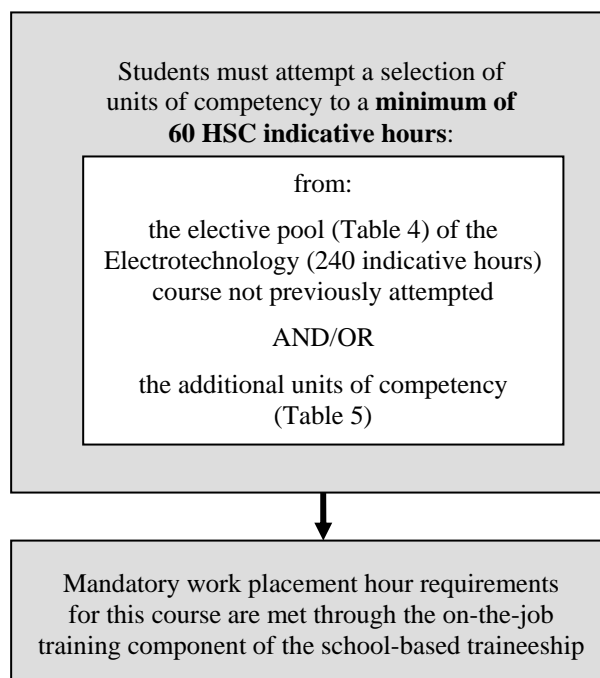 Students must attempt a selection of
units of competency to a minimum of
60 HSC indicative hours:
from:
the elective pool (Table 4) of the
Electrotechnology (240 indicative hours)
course not previously attempted
AND/OR
the additional units of competency
(Table 5)
Mandatory work placement hour requirements
for this course are met through the on-the-job
training component of the school-based traineeship